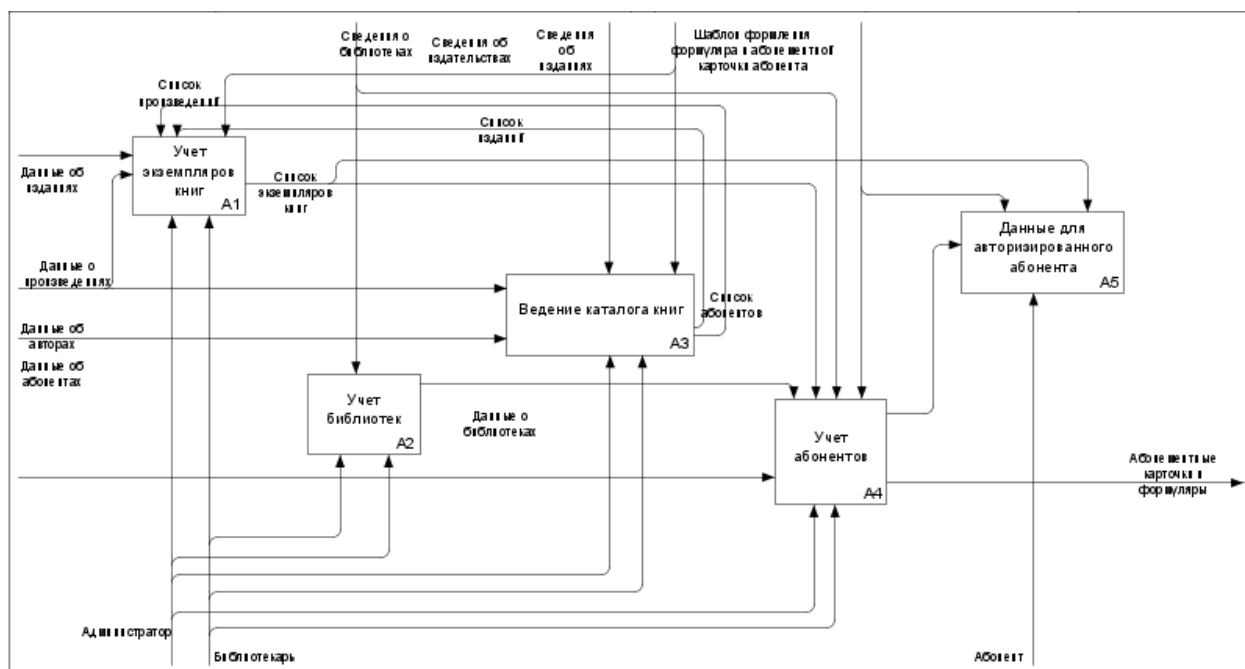 Сведения о
библиотеках
Сведения об
издательствах
Сведения
об
изданиях
Шаблон формления
формуляра и абонементной
карточки абонента
Список
произведений
Список
изданий
Учет
экземпляров
книг
A1
Данные об
изданиях
Список
экземпляров
книг
Данные для
авторизированного
абонента
A5
Данные о
произведениях
Ведение каталога книг
A3
Список
абонентов
Данные об
авторах
Данные об
абонентах
Учет
библиотек
A2
Данные о
библиотеках
Учет
абонентов
A4
Абонементные
карточки и
формуляры
Администратор
Библиотекарь
Абонент